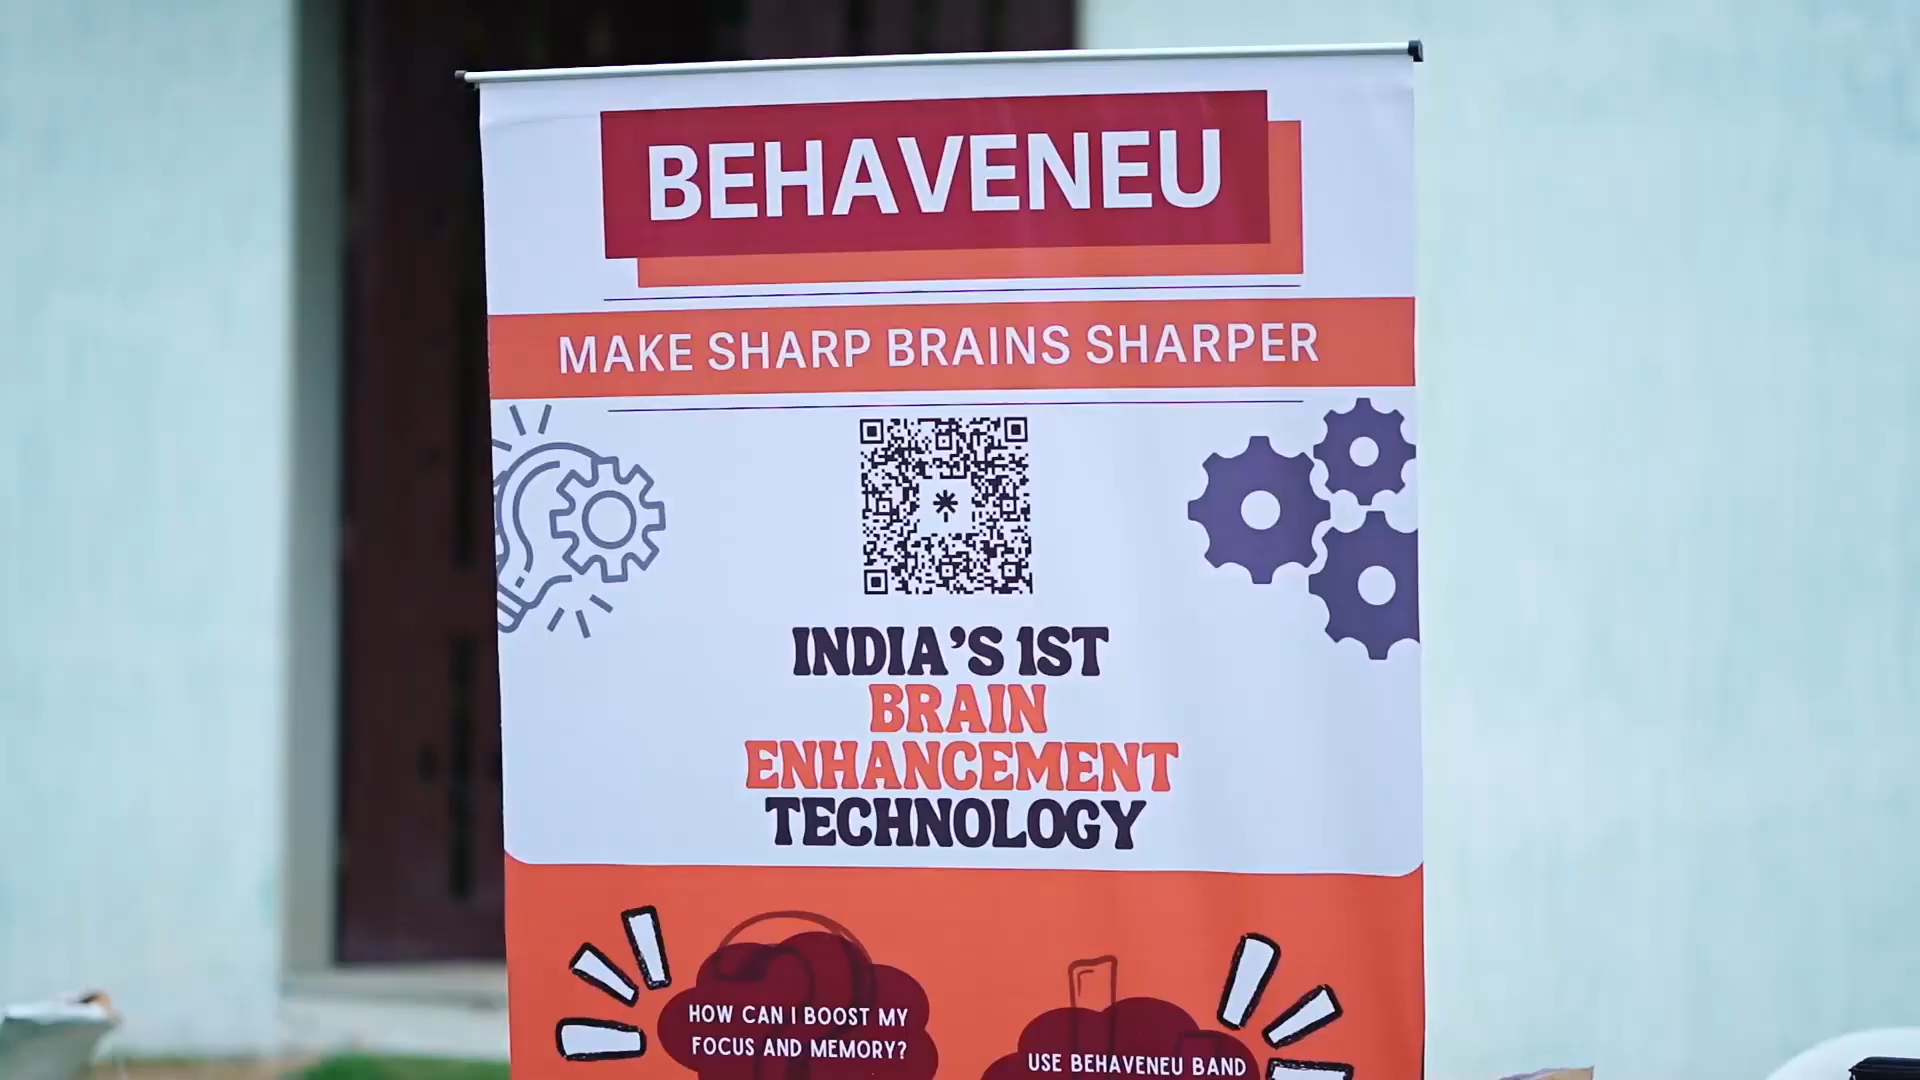 BEHAVENEU
MAKE SHARP BRAINS SHARPER
INDIA'S 1ST
BRAIN
ENHANCEMENT
TECHNOLOGY
HOW CAN I BOOST MY
FOCUS AND MEMORY?
USE BEHAVENEU BAND